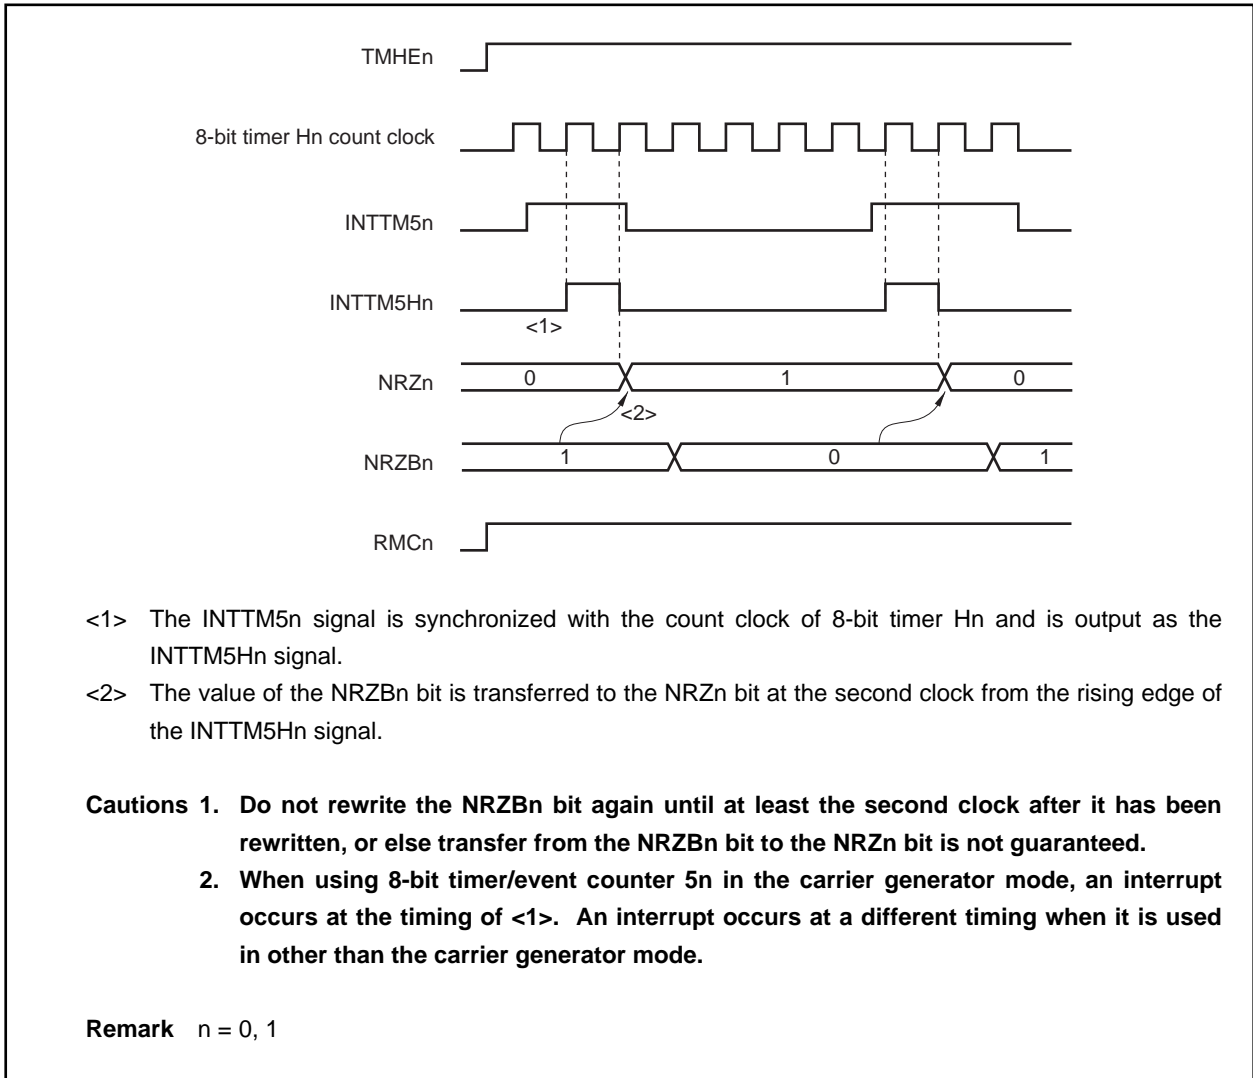 TMHEn
8-bit timer Hn count clock
INTTM5n
INTTM5Hn
<1>
NRZn 0 1 0
<2>
NRZBn 1 0 1
RMCn
<1> The INTTM5n signal is synchronized with the count clock of 8-bit timer Hn and is output as the
INTTM5Hn signal.
<2> The value of the NRZBn bit is transferred to the NRZn bit at the second clock from the rising edge of
the INTTM5Hn signal.
Cautions 1. Do not rewrite the NRZBn bit again until at least the second clock after it has been
rewritten, or else transfer from the NRZBn bit to the NRZn bit is not guaranteed.
2. When using 8-bit timer/event counter 5n in the carrier generator mode, an interrupt
occurs at the timing of <1>. An interrupt occurs at a different timing when it is used
in other than the carrier generator mode.
Remark n = 0, 1